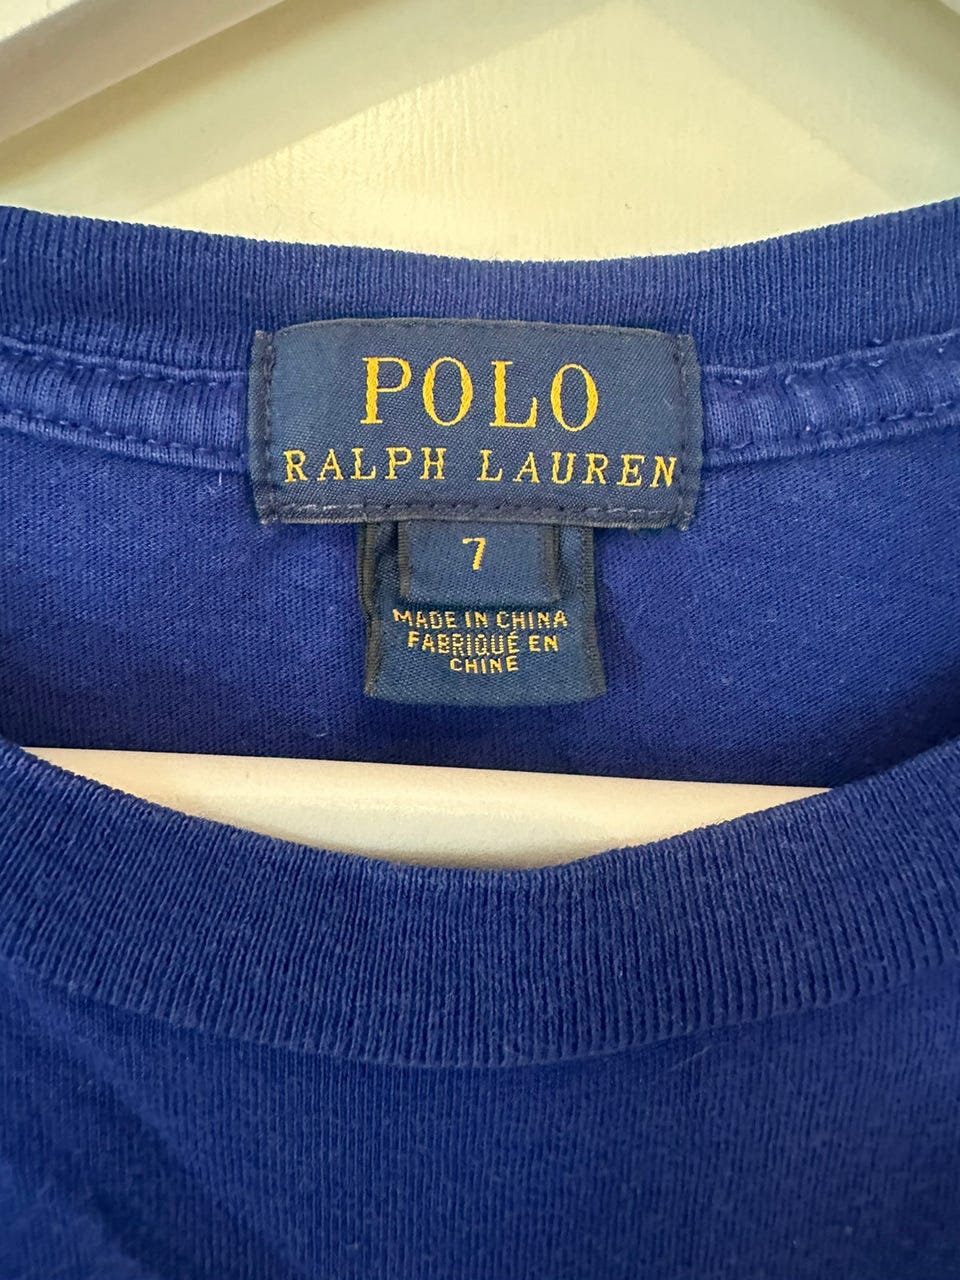 POLO
RALPH LAUREN
7
MADE IN CHINA
FABRIQUÉ EN
CHINE